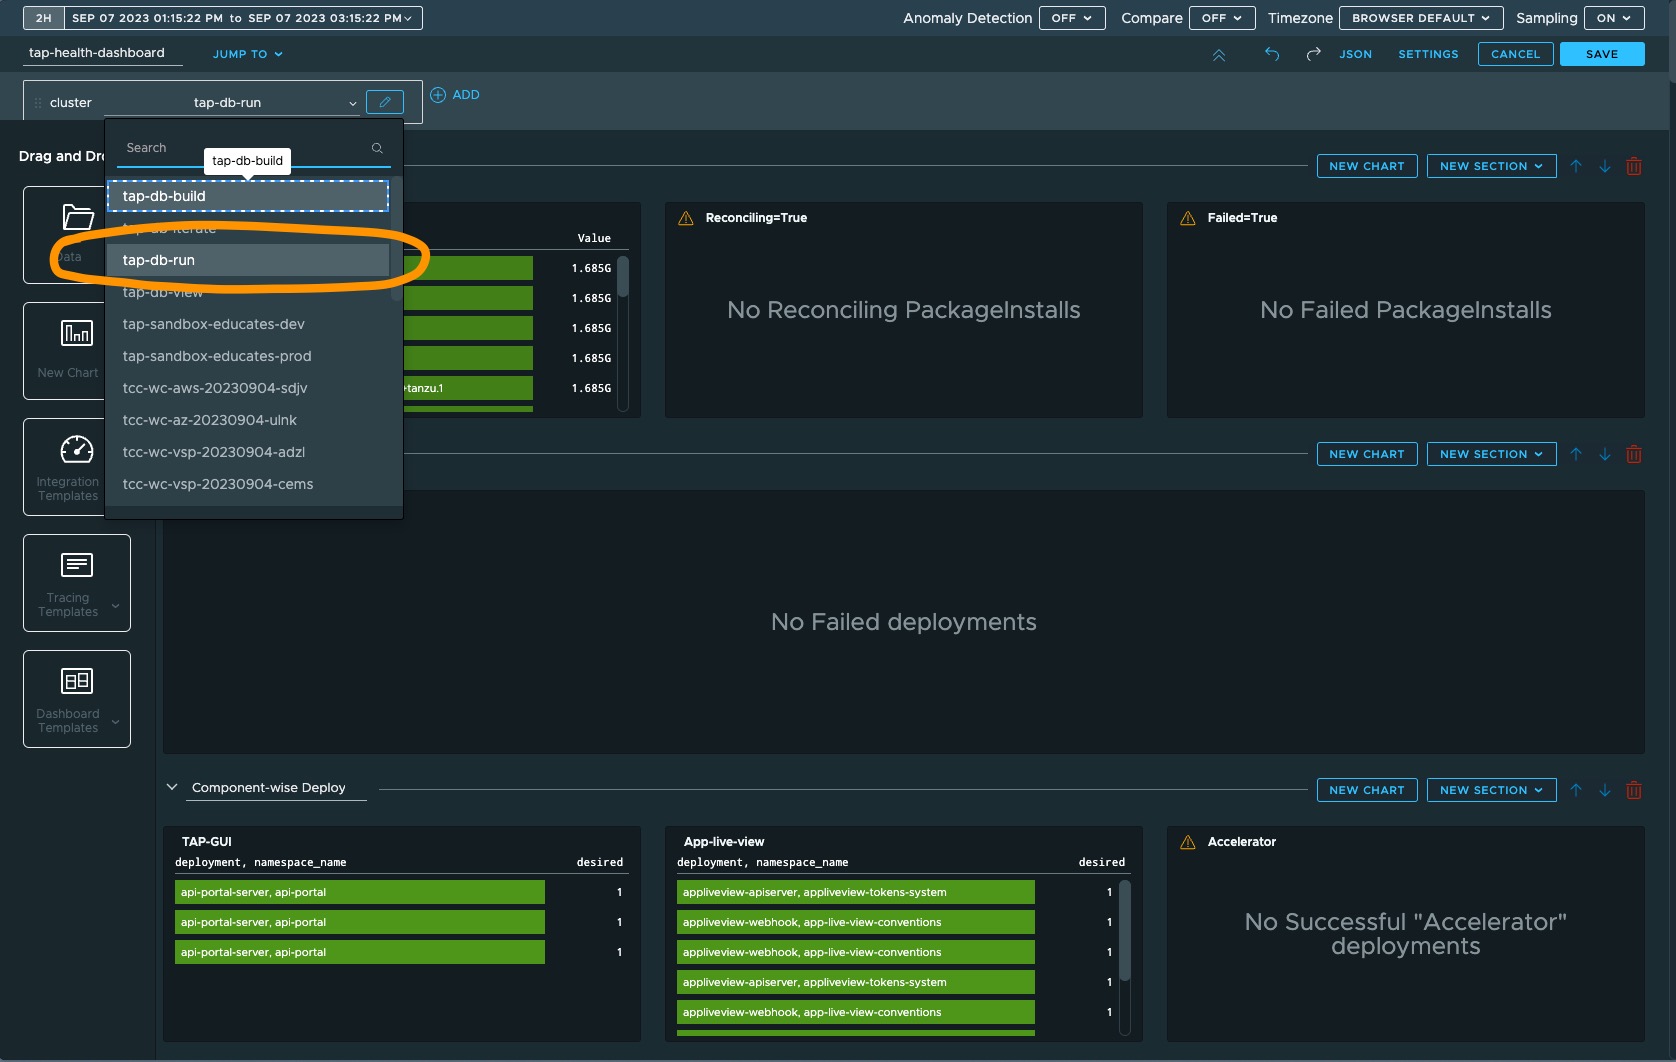 2H SEP 07 2023 01:15:22 PM to SEP 07 2023 03:15:22 PM Anomaly Detection OFF Compare OFF Timezone BROWSER DEFAULT Sampling ON
tap-health-dashboard JUMP TO JSON SETTINGS CANCEL SAVE
cluster tap-db-run ADD
Search
Drag and Dro
tap-db-build
NEW CHART NEW SECTION
tap-db-build
tap-db-iterate
tap-db-run
tap-db-view
tap-sandbox-educates-dev
tap-sandbox-educates-prod
tcc-wc-aws-20230904-sdjv
tcc-wc-az-20230904-ulnk
tcc-wc-vsp-20230904-adzl
tcc-wc-vsp-20230904-cems
Data
New Chart
Integration
Templates
Tracing
Templates
Dashboard
Templates
Value
1.685G
1.685G
1.685G
1.685G
+tanzu.1 1.685G
Reconciling=True
No Reconciling PackageInstalls
Failed=True
No Failed PackageInstalls
NEW CHART NEW SECTION
No Failed deployments
Component-wise Deploy NEW CHART NEW SECTION
TAP-GUI
deployment, namespace_name desired
api-portal-server, api-portal 1
api-portal-server, api-portal 1
api-portal-server, api-portal 1
App-live-view
deployment, namespace_name desired
appliveview-apiserver, appliveview-tokens-system 1
appliveview-webhook, app-live-view-conventions 1
appliveview-webhook, app-live-view-conventions 1
appliveview-apiserver, appliveview-tokens-system 1
appliveview-webhook, app-live-view-conventions 1
Accelerator
No Successful "Accelerator"
deployments